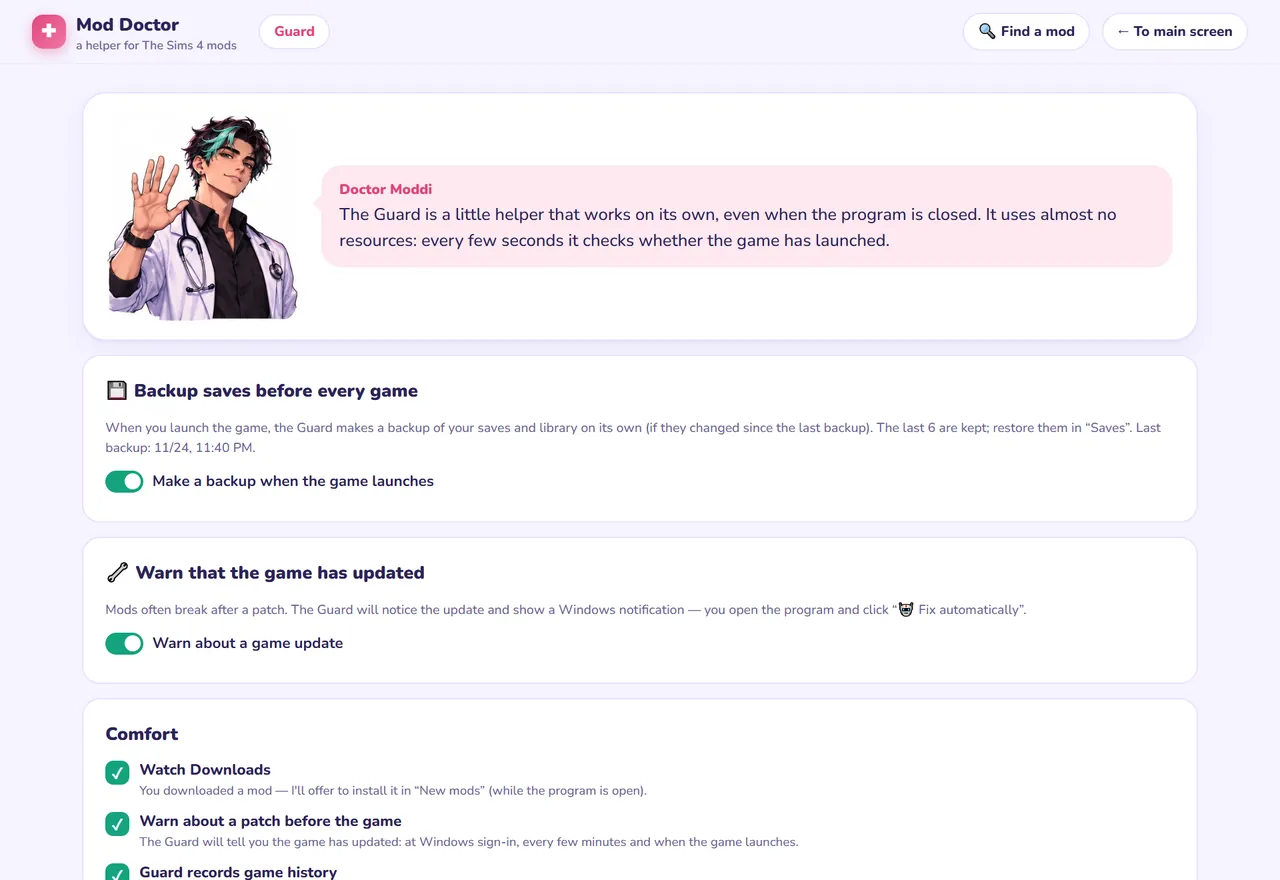 Mod Doctor
a helper for The Sims 4 mods
Guard
🔍 Find a mod
← To main screen
Doctor Moddi
The Guard is a little helper that works on its own, even when the program is closed. It uses almost no
resources: every few seconds it checks whether the game has launched.
💾 Backup saves before every game
When you launch the game, the Guard makes a backup of your saves and library on its own (if they changed since the last backup). The last 6 are kept; restore them in “Saves”. Last
backup: 11/24, 11:40 PM.
Make a backup when the game launches
Warn that the game has updated
Mods often break after a patch. The Guard will notice the update and show a Windows notification — you open the program and click “ Fix automatically”.
Warn about a game update
Comfort
Watch Downloads
You downloaded a mod — I'll offer to install it in “New mods” (while the program is open).
Warn about a patch before the game
The Guard will tell you the game has updated: at Windows sign-in, every few minutes and when the game launches.
Guard records game history